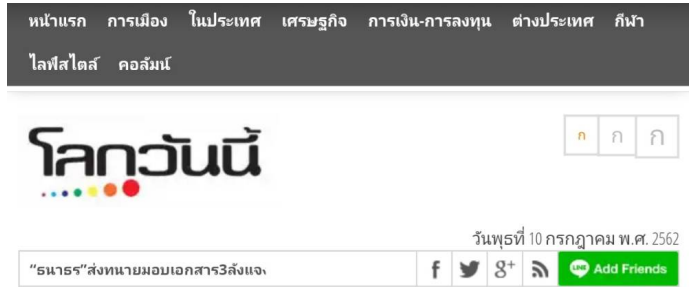 หน้าแรก การเมือง ในประเทศ เศรษฐกิจ การเงิน-การลงทุน ต่างประเทศ กีฬา
ไลฟ์สไตล์ คอลัมน์
โลกวันนี้
ก ก ก
วันพุธที่ 10 กรกฎาคม พ.ศ. 2562
“ธนาธร”ส่งทนายมอบเอกสาร3ลังแจง f 8+ LINE Add Friends